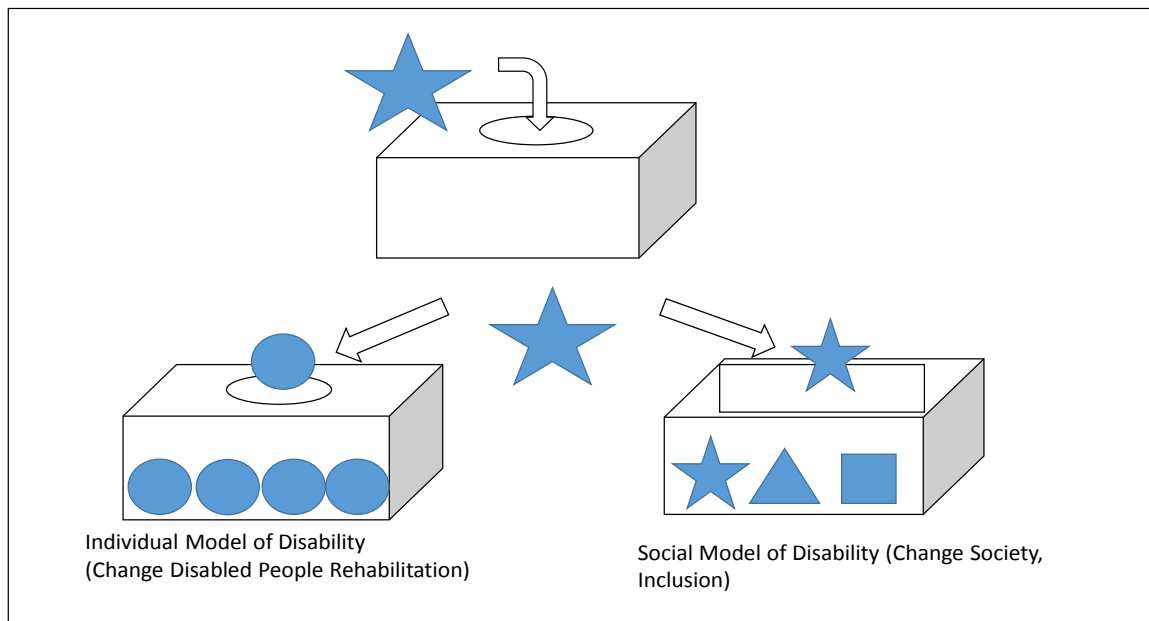 Individual Model of Disability
(Change Disabled People Rehabilitation)
Social Model of Disability (Change Society,
Inclusion)